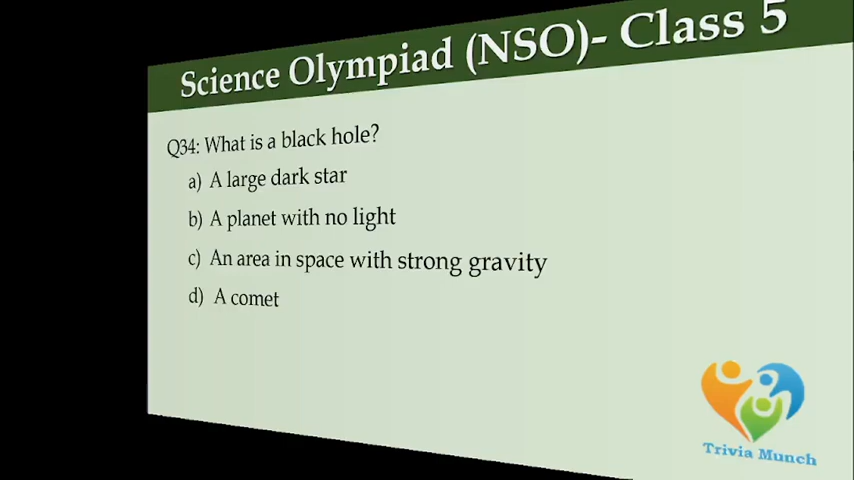 Science Olympiad (NSO)- Class 5
Q34: What is a black hole?
a) A large dark star
b) A planet with no light
c) An area in space with strong gravity
d) A comet
Trivia Munch